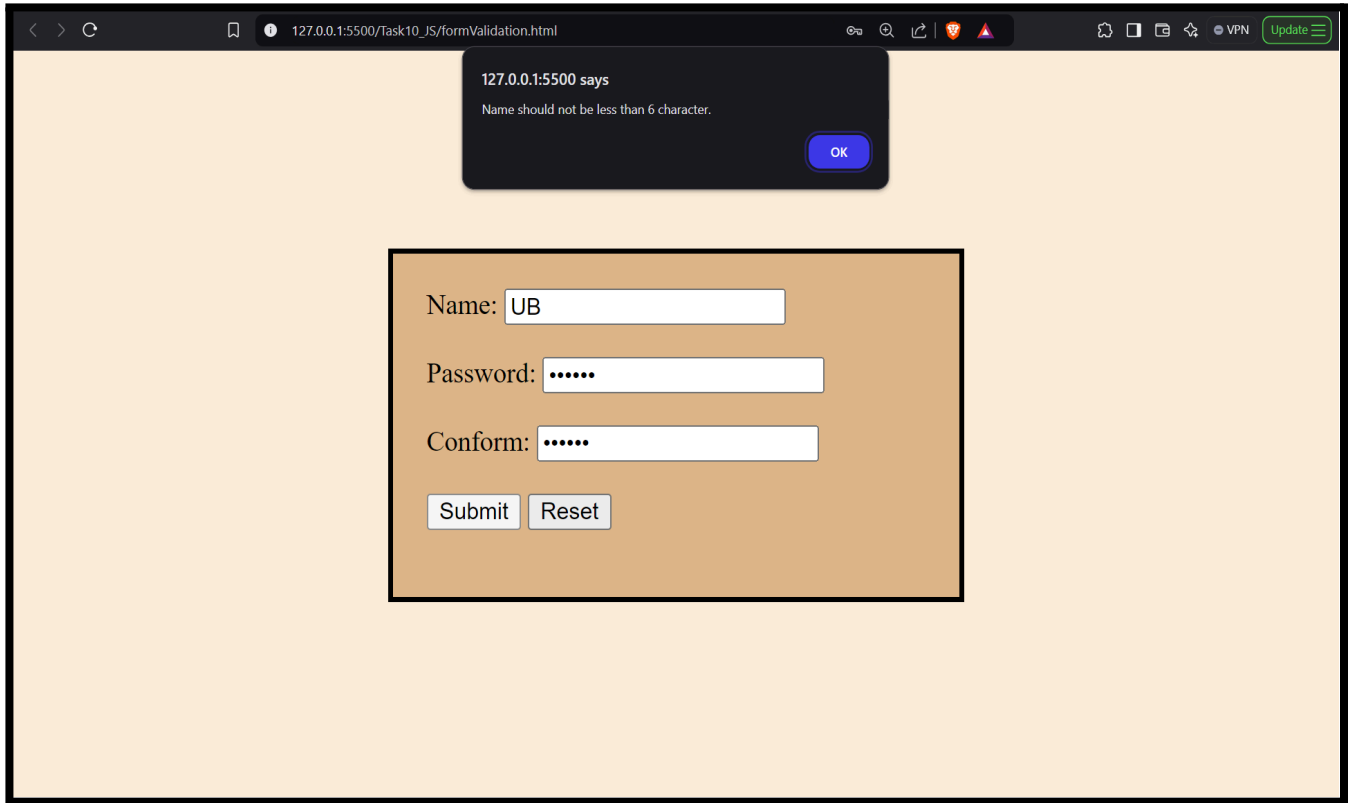 127.0.0.1:5500/Task10_JS/formValidation.html
VPN
Update
127.0.0.1:5500 says
Name should not be less than 6 character.
OK
Name: UB
Password: ••••••
Conform: ••••••
Submit Reset